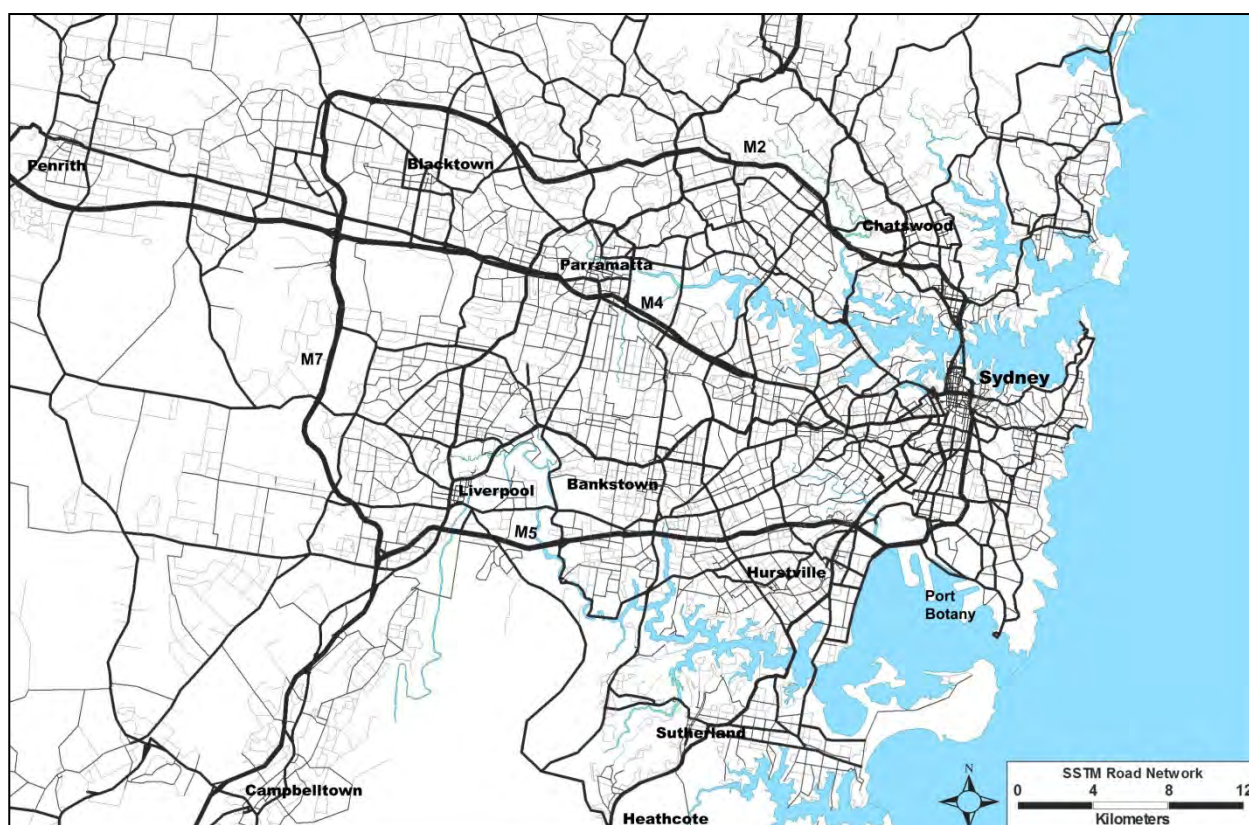 M2
Penrith
Blacktown
Chatswood
Parramatta
M4
M7
Sydney
Liverpool
Bankstown
M5
Hurstville
Port
Botany
Sutherland
Campbelltown
Heathcote
N
SSTM Road Network
0 4 8 12
Kilometers